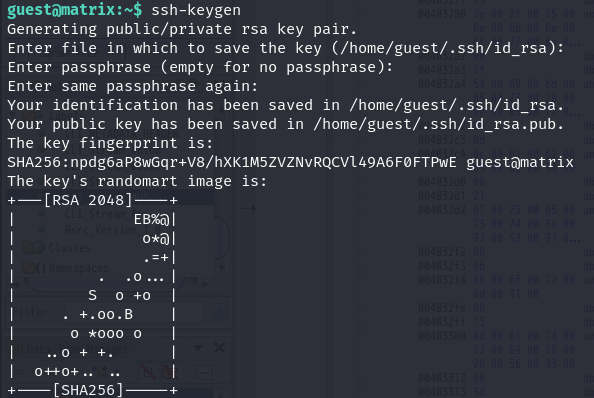 guest@matrix:~$ ssh-keygen
Generating public/private rsa key pair.
Enter file in which to save the key (/home/guest/.ssh/id_rsa):
Enter passphrase (empty for no passphrase):
Enter same passphrase again:
Your identification has been saved in /home/guest/.ssh/id_rsa.
Your public key has been saved in /home/guest/.ssh/id_rsa.pub.
The key fingerprint is:
SHA256:npdg6aP8wGqr+V8/hXK1M5ZVZNvRQCVl49A6F0FTPwE guest@matrix
The key's randomart image is:
+---[RSA 2048]----+
|             EB%@|
|              o*@|
|              .=+|
|         .  .o...|
|        S  o +o  |
|     . +.oo.B    |
|      o *ooo o   |
|   ..o + +.      |
|  o++o+.. ..     |
+----[SHA256]-----+